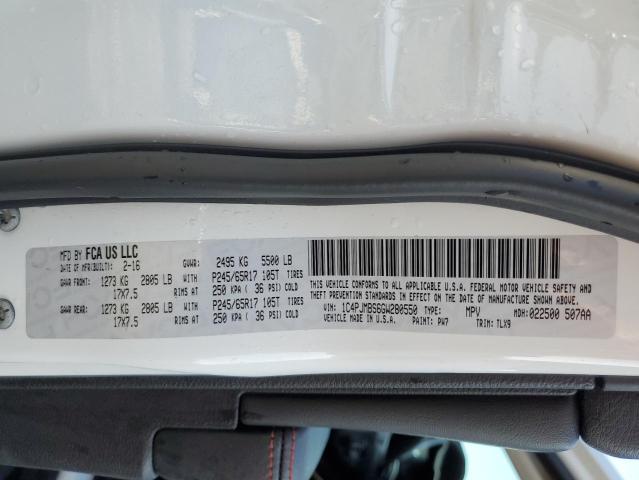 MFD BY FCA US LLC
DATE OF MFR(BUILT): 2-16 GVWR: 2495 KG 5500 LB
GAWR FRONT: 1273 KG 2805 LB WITH P245/65R17 105T TIRES
17X7.5 RIMS AT 250 KPA ( 36 PSI) COLD
GAWR REAR: 1273 KG 2805 LB WITH P245/65R17 105T TIRES
17X7.5 RIMS AT 250 KPA ( 36 PSI) COLD
THIS VEHICLE CONFORMS TO ALL APPLICABLE U.S.A. FEDERAL MOTOR VEHICLE SAFETY AND
THEFT PREVENTION STANDARDS IN EFFECT ON THE DATE OF MANUFACTURE SHOWN ABOVE.
VIN: 1C4PJMBS6GW280550 TYPE: MPV MDH: 022500 507AA
VEHICLE MADE IN U.S.A. PAINT: PW7 TRIM: TLX9